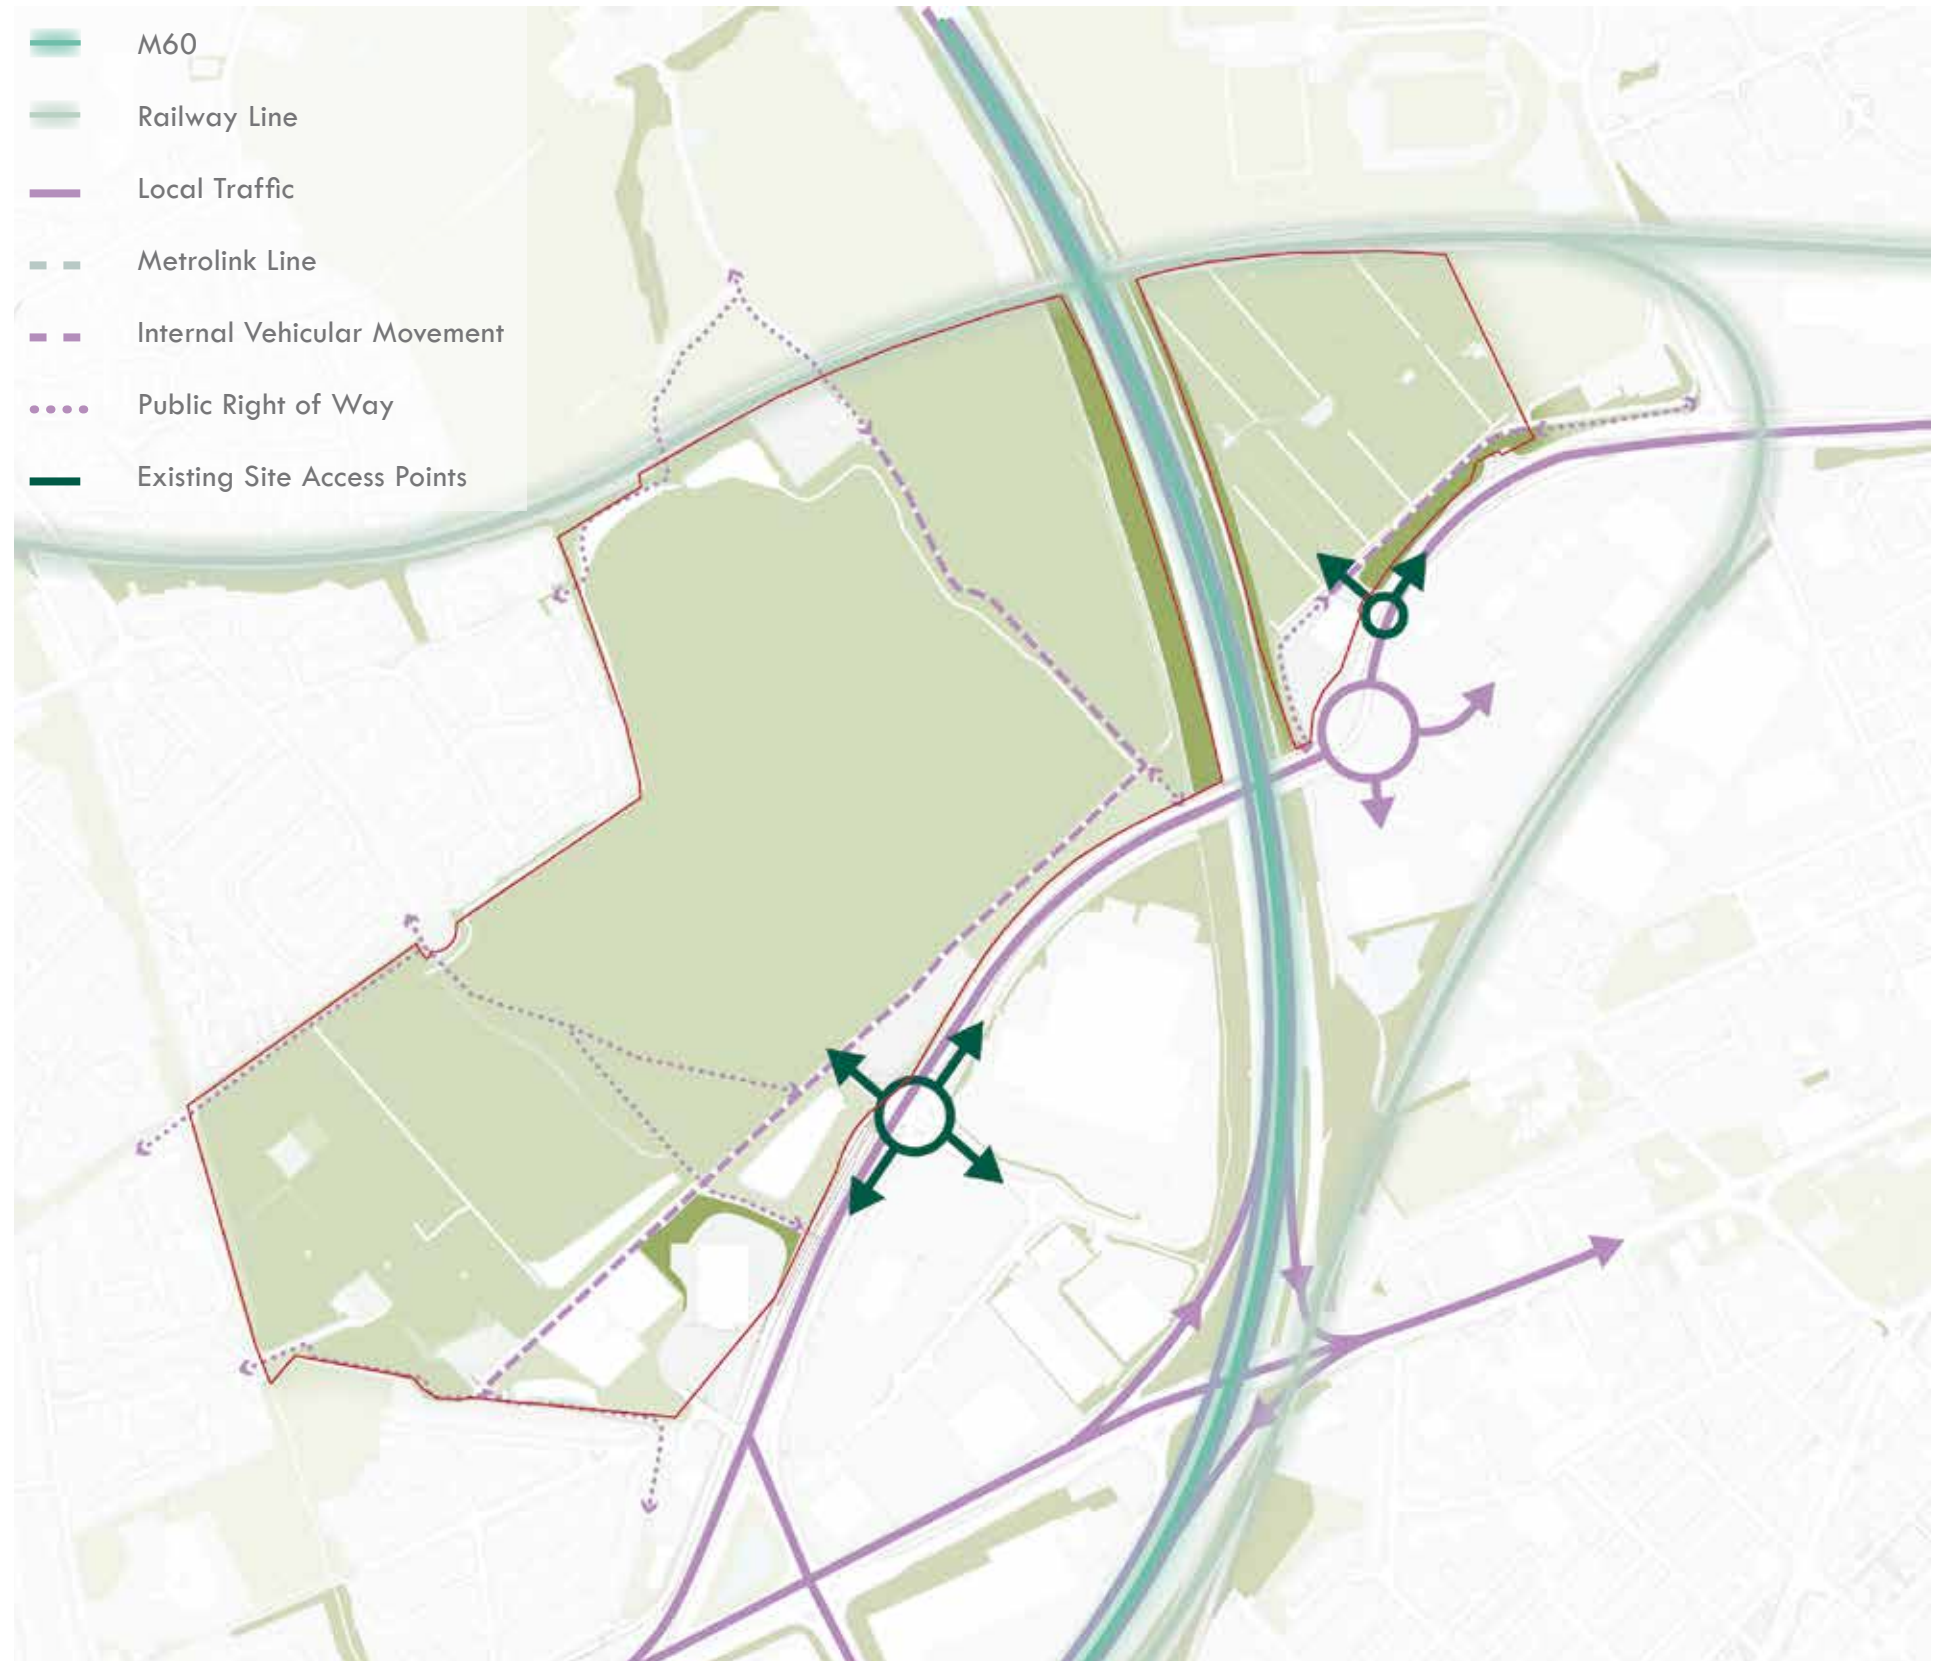 M60
Railway Line
Local Traffic
Metrolink Line
Internal Vehicular Movement
Public Right of Way
Existing Site Access Points